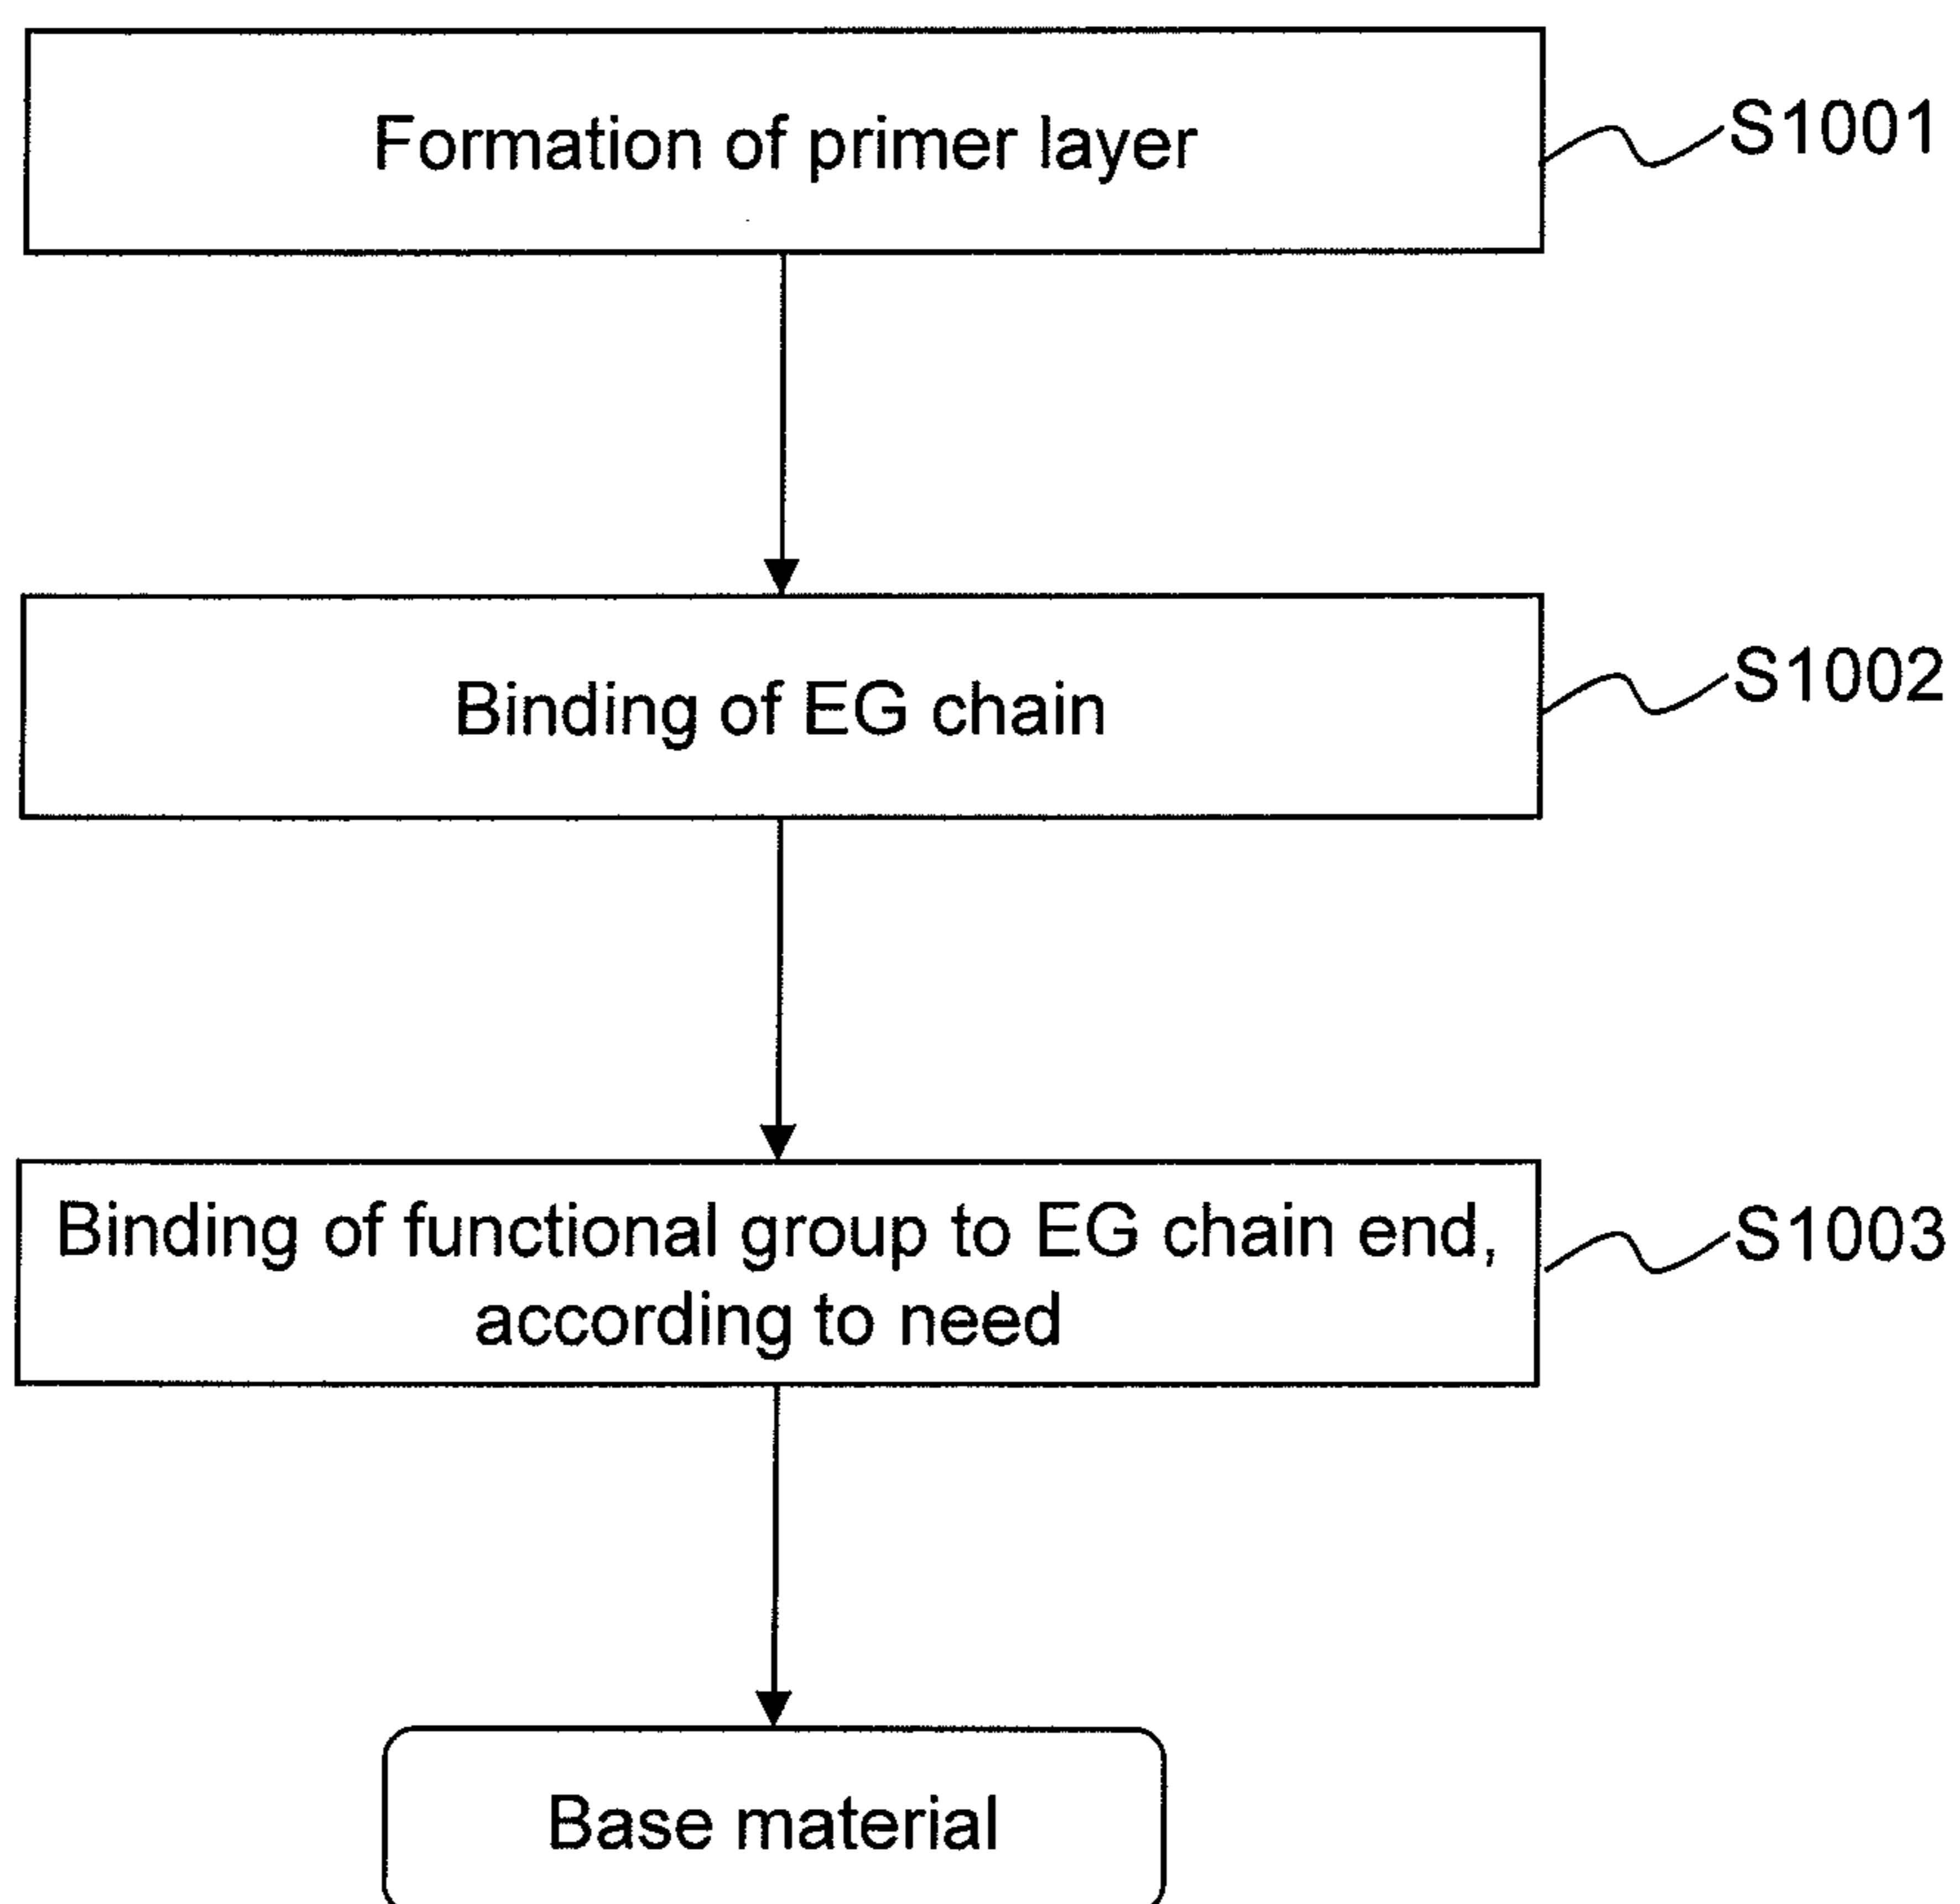 Formation of primer layer
S1001
Binding of EG chain
S1002
Binding of functional group to EG chain end,
according to need
S1003
Base material